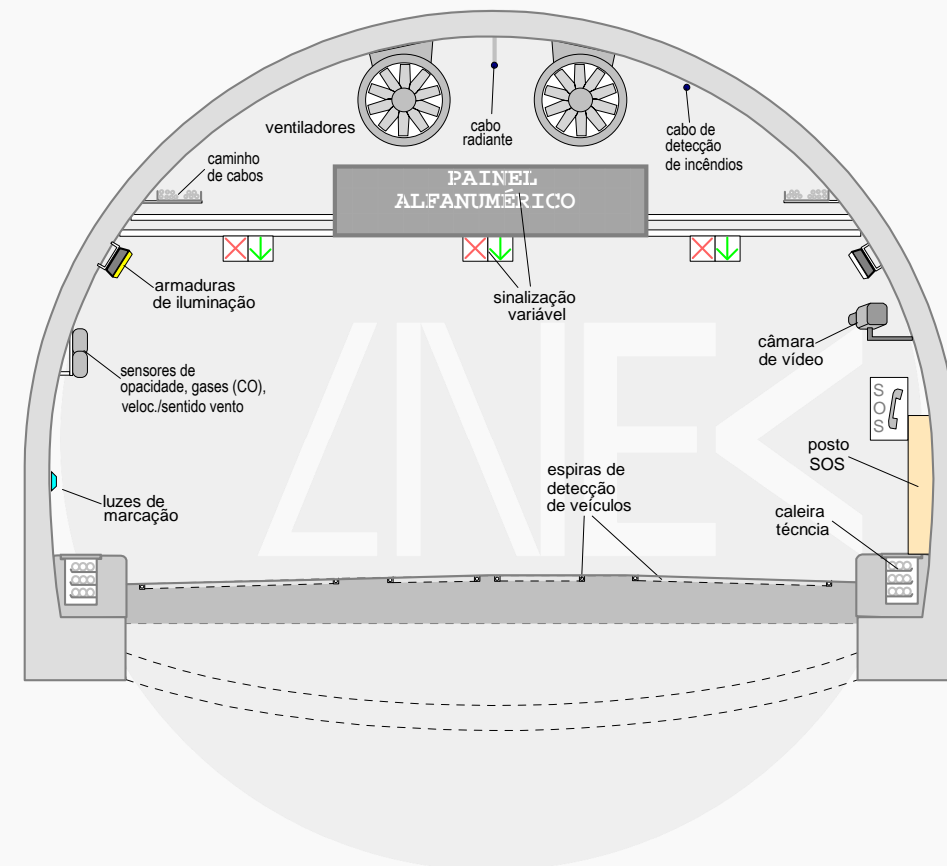 ventiladores
cabo
radiante
cabo de
detecção
de incêndios
caminho
de cabos
PAINEL
ALFANUMÉRICO
armaduras
de iluminação
sinalização
variável
câmara
de vídeo
sensores de
opacidade, gases (CO),
veloc./sentido vento
S
O
S
posto
SOS
espiras de
detecção
de veículos
luzes de
marcação
caleira
técncia